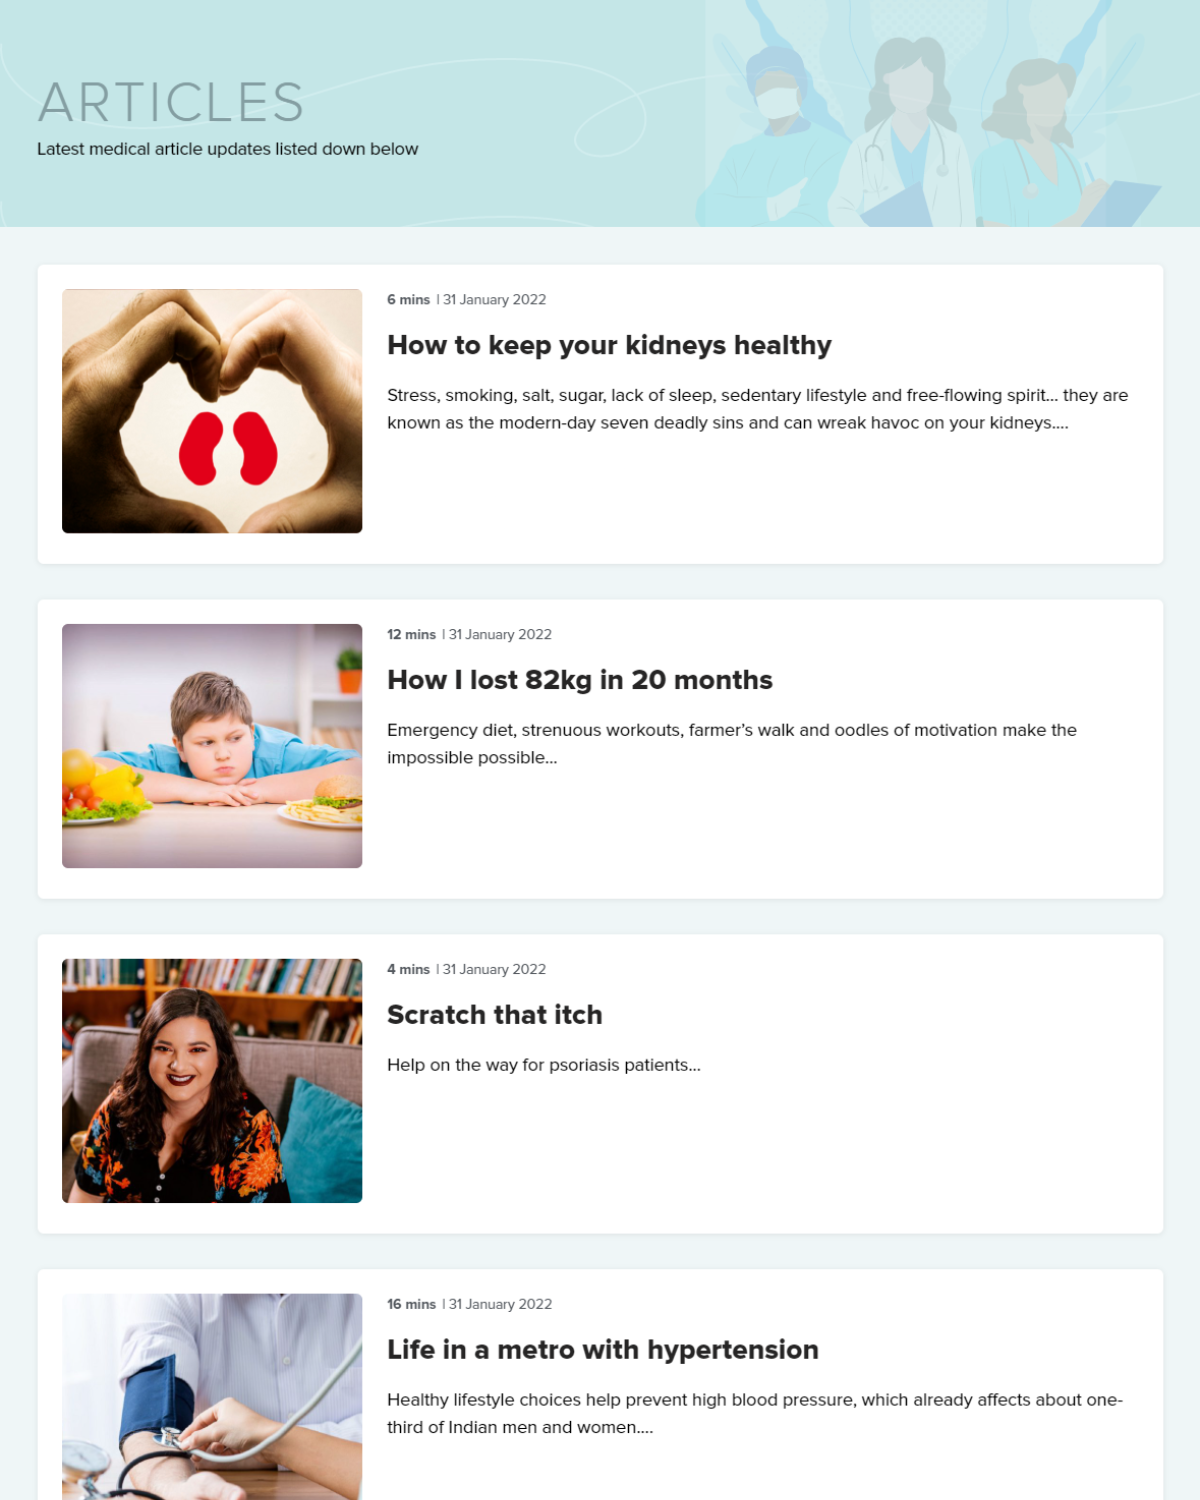 ARTICLES
Latest medical article updates listed down below
6 mins | 31 January 2022
How to keep your kidneys healthy
Stress, smoking, salt, sugar, lack of sleep, sedentary lifestyle and free-flowing spirit... they are
known as the modern-day seven deadly sins and can wreak havoc on your kidneys....
12 mins | 31 January 2022
How I lost 82kg in 20 months
Emergency diet, strenuous workouts, farmer’s walk and oodles of motivation make the
impossible possible...
4 mins | 31 January 2022
Scratch that itch
Help on the way for psoriasis patients...
16 mins | 31 January 2022
Life in a metro with hypertension
Healthy lifestyle choices help prevent high blood pressure, which already affects about one-
third of Indian men and women....